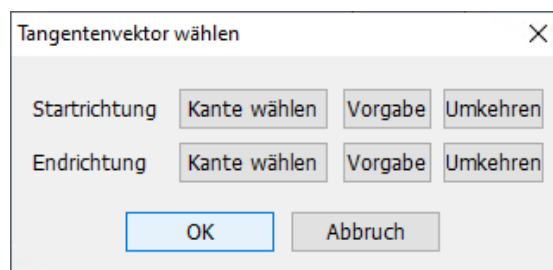 Tangentenvektor wählen
Startrichtung Kante wählen Vorgabe Umkehren
Endrichtung Kante wählen Vorgabe Umkehren
OK Abbruch